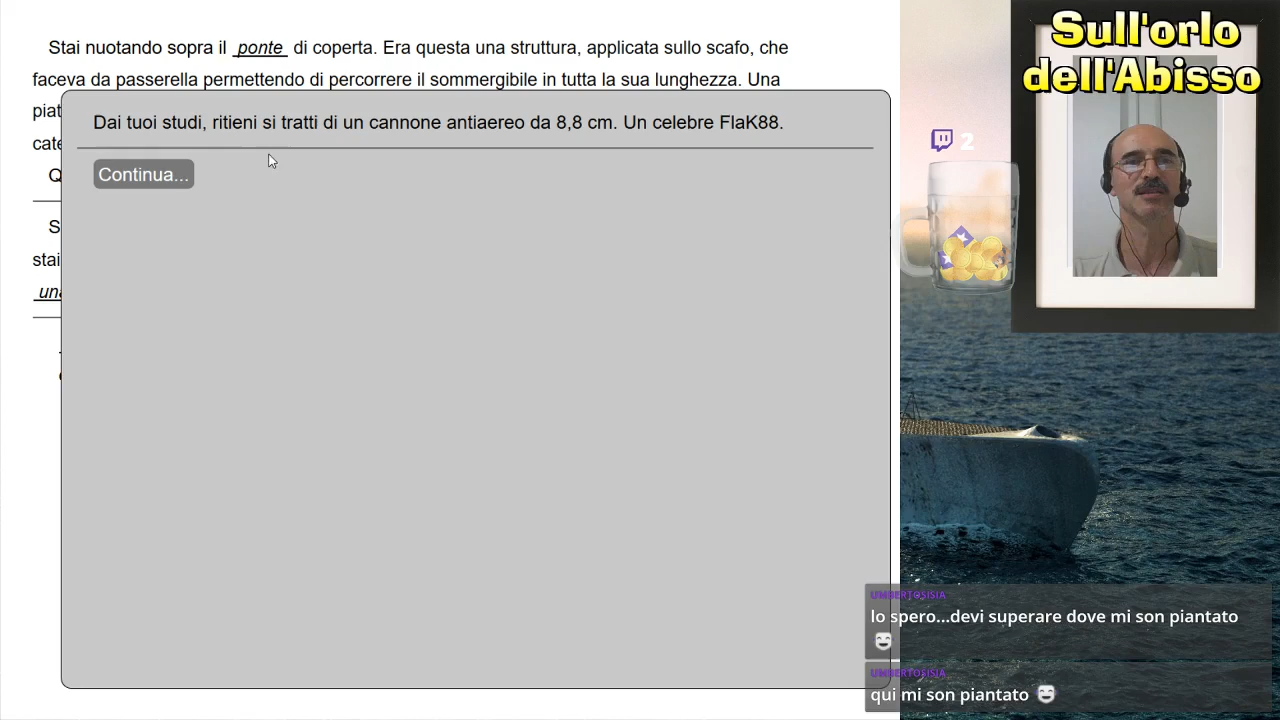 Stai nuotando sopra il ponte di coperta. Era questa una struttura, applicata sullo scafo, che
faceva da passerella permettendo di percorrere il sommergibile in tutta la sua lunghezza. Una
Dai tuoi studi, ritieni si tratti di un cannone antiaereo da 8,8 cm. Un celebre FlaK88.
Continua...
stai
Sull'orlo
dell'Abisso
2
UMBERTOSISIA
lo spero...devi superare dove mi son piantato
UMBERTOSISIA
qui mi son piantato